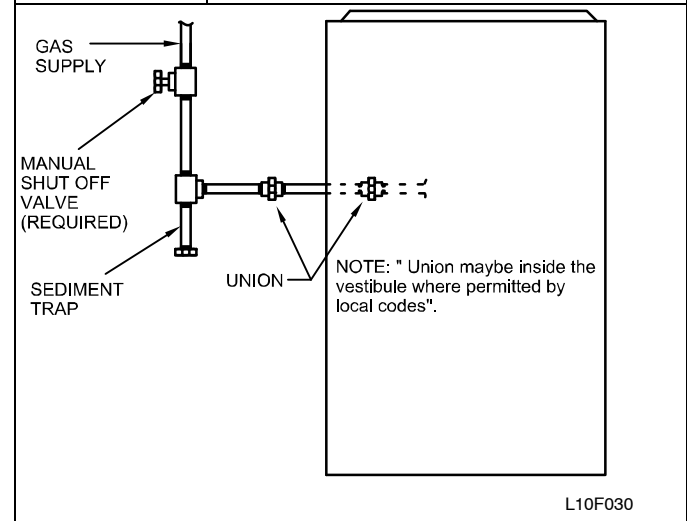 GAS
SUPPLY
MANUAL
SHUT OFF
VALVE
(REQUIRED)
SEDIMENT
TRAP
UNION
NOTE: " Union maybe inside the
vestibule where permitted by
local codes".
L10F030